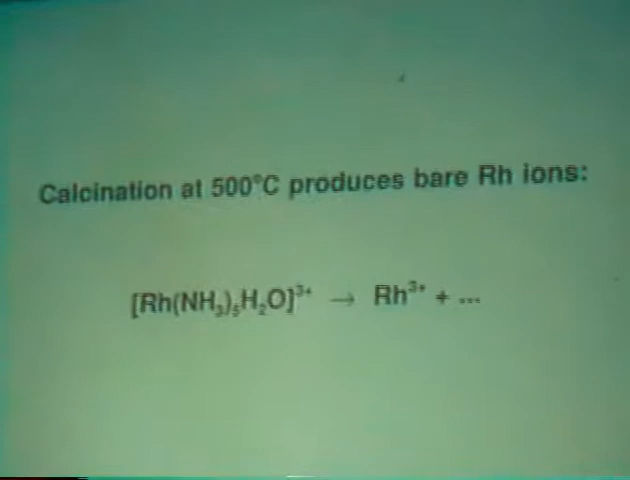 Calcination at 500°C produces bare Rh ions:
[Rh(NH₃)₅H₂O]³⁺ → Rh³⁺ + ...